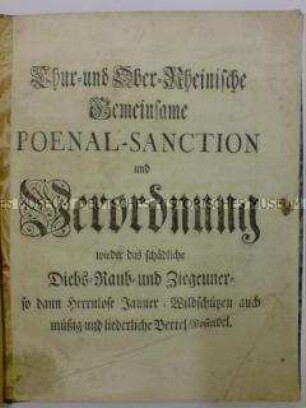 Chur- und Ober-Rheinische
Gemeinsame
POENAL-SANCTION
und
Verordnung
wieder das schädliche
Diebs-Raub- und Ziegeuner-
so dann Herrnlose Jauner, Wildschützen auch
müßig und liederliche Bettel